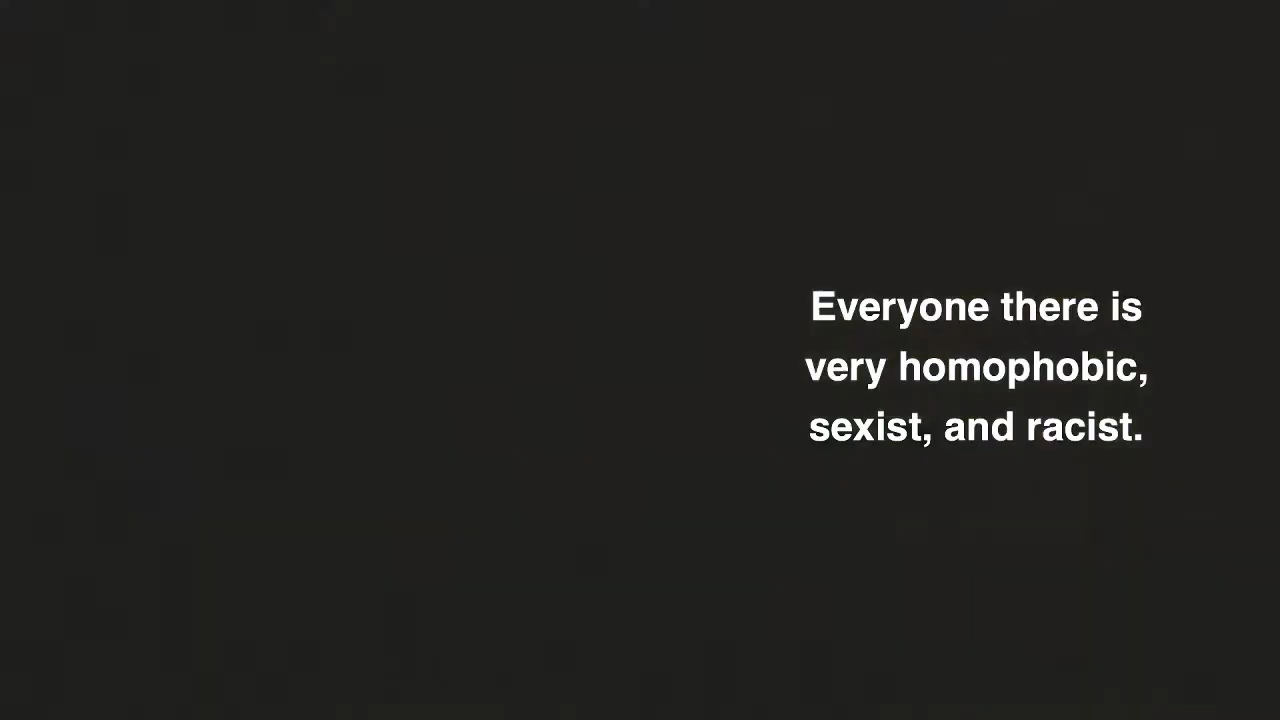 Everyone there is
very homophobic,
sexist, and racist.